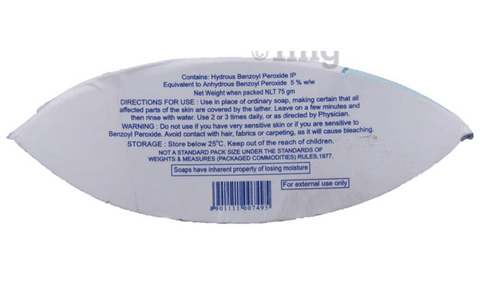 1mg
Contains: Hydrous Benzoyl Peroxide IP
Equivalent to Anhydrous Benzoyl Peroxide 5 % w/w
Net Weight when packed NLT 75 gm
DIRECTIONS FOR USE : Use in place of ordinary soap, making certain that all
affected parts of the skin are covered by the lather. Leave on a few minutes and
then rinse with water. Use 2 or 3 times daily, or as directed by Physician.
WARNING : Do not use if you have very sensitive skin or if you are sensitive to
Benzoyl Peroxide. Avoid contact with hair, fabrics or carpeting, as it will cause bleaching.
STORAGE : Store below 25°C. Keep out of the reach of children.
NOT A STANDARD PACK SIZE UNDER THE STANDARDS OF
WEIGHTS & MEASURES (PACKAGED COMMODITIES) RULES,1977.
Soaps have inherent property of losing moisture
For external use only